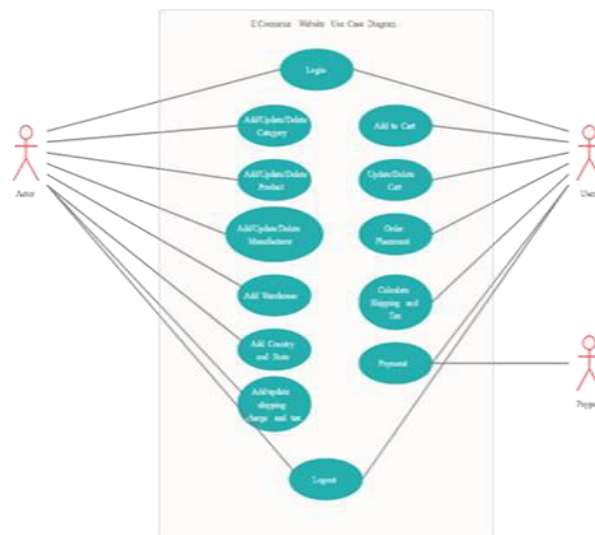 Website Use Case Diagram
Login
Add/Update/Delete
Category
Add to Cart
Add/Update/Delete
Product
Update/Delete
Cart
Add/Update/Delete
Manufacturer
Order
Placement
Add Warehouse
Calculate
Shipping and
Tax
Add Country
and State
Payment
Add/update
shipping
charge and tax
Logout
Actor
User